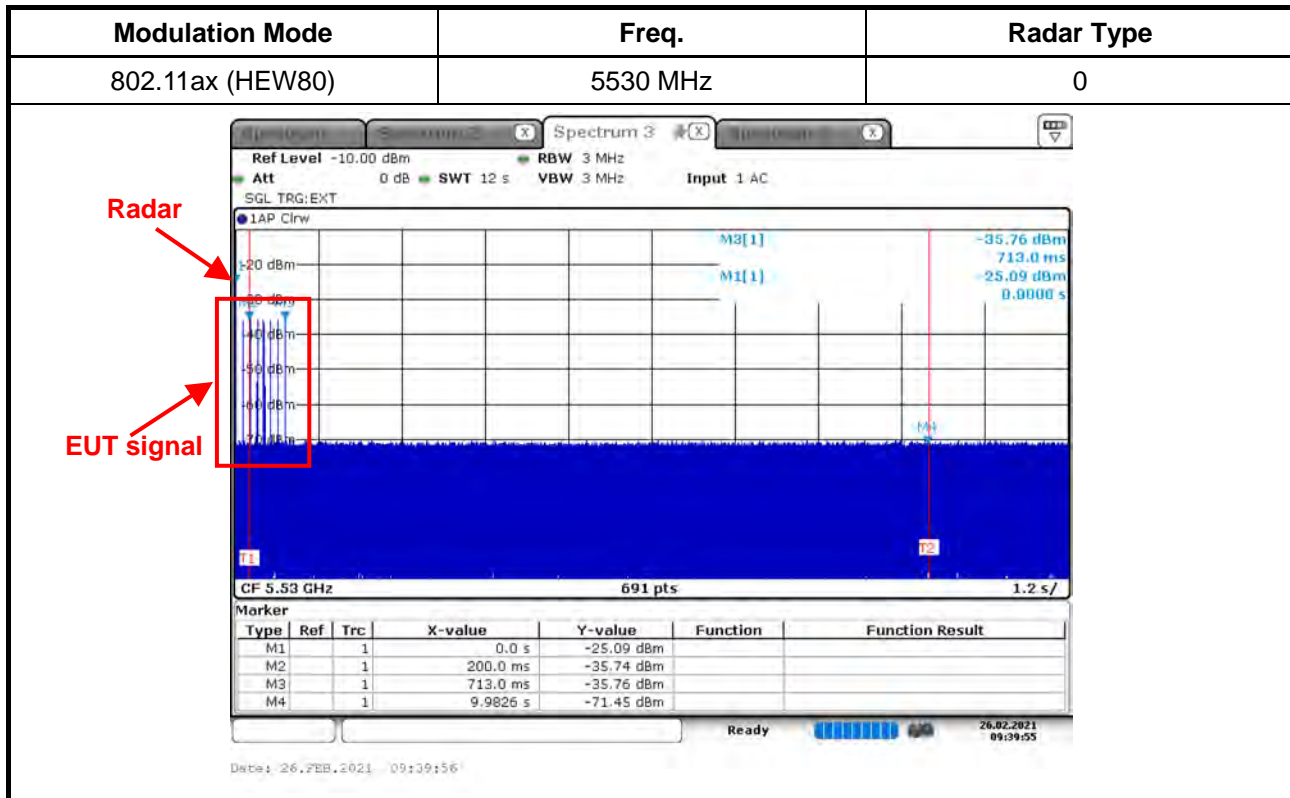 Modulation Mode Freq. Radar Type
802.11ax (HEW80) 5530 MHz 0
Spectrum 3
Ref Level -10.00 dBm RBW 3 MHz
Att 0 dB SWT 12 s VBW 3 MHz Input 1 AC
SGL TRG:EXT
1AP Clrw
Radar
M3[1] -35.76 dBm
713.0 ms
M1[1] -25.09 dBm
0.0000 s
-20 dBm
-40 dBm
-50 dBm
-60 dBm
EUT signal
M4
T1 T2
CF 5.53 GHz 691 pts 1.2 s/
Marker
Type Ref Trc X-value Y-value Function Function Result
M1 1 0.0 s -25.09 dBm
M2 1 200.0 ms -35.74 dBm
M3 1 713.0 ms -35.76 dBm
M4 1 9.9826 s -71.45 dBm
Ready 26.02.2021
09:39:55
Date: 26.FEB.2021 09:39:56